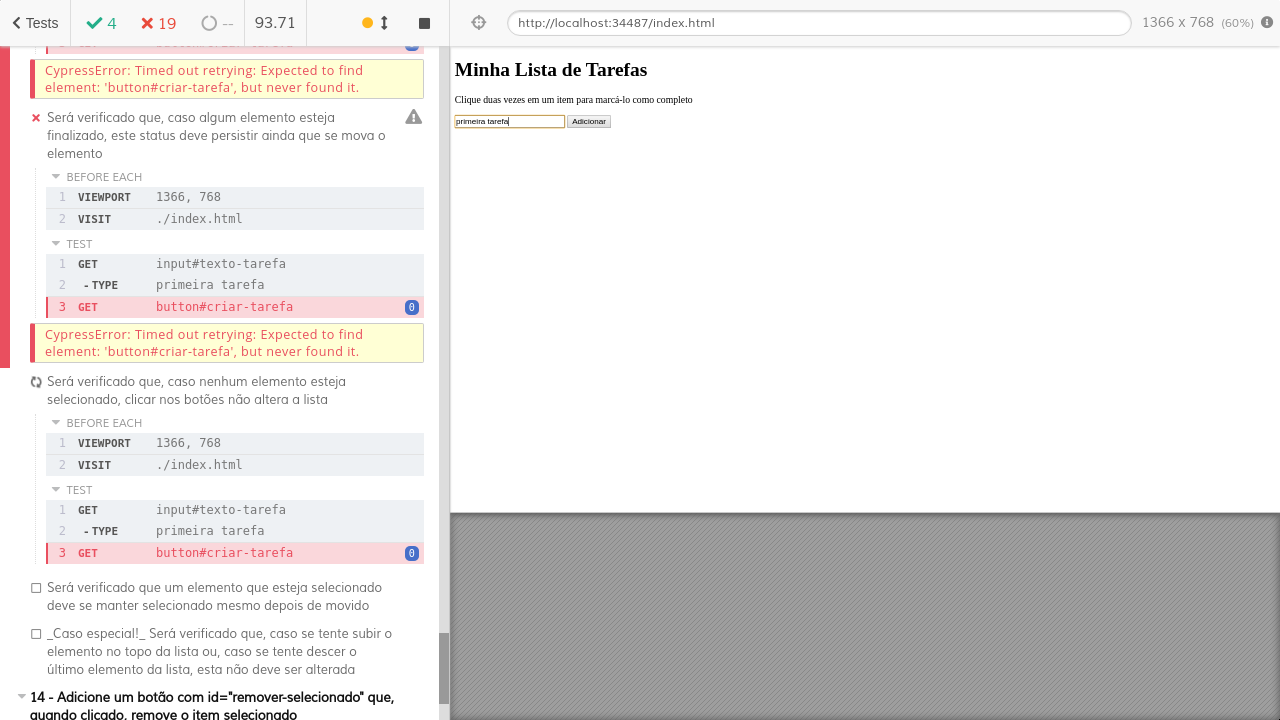 Tests
4
19
--
93.71
http://localhost:34487/index.html
1366 x 768 (60%)
CypressError: Timed out retrying: Expected to find
element: 'button#criar-tarefa', but never found it.
Será verificado que, caso algum elemento esteja
finalizado, este status deve persistir ainda que se mova o
elemento
BEFORE EACH
1 VIEWPORT 1366, 768
2 VISIT ./index.html
TEST
1 GET input#texto-tarefa
2 -TYPE primeira tarefa
3 GET button#criar-tarefa 0
CypressError: Timed out retrying: Expected to find
element: 'button#criar-tarefa', but never found it.
Será verificado que, caso nenhum elemento esteja
selecionado, clicar nos botões não altera a lista
BEFORE EACH
1 VIEWPORT 1366, 768
2 VISIT ./index.html
TEST
1 GET input#texto-tarefa
2 -TYPE primeira tarefa
3 GET button#criar-tarefa 0
Será verificado que um elemento que esteja selecionado
deve se manter selecionado mesmo depois de movido
_Caso especial!_ Será verificado que, caso se tente subir o
elemento no topo da lista ou, caso se tente descer o
último elemento da lista, esta não deve ser alterada
14 - Adicione um botão com id="remover-selecionado" que,
quando clicado, remove o item selecionado
Minha Lista de Tarefas
Clique duas vezes em um item para marcá-lo como completo
primeira tarefa Adicionar